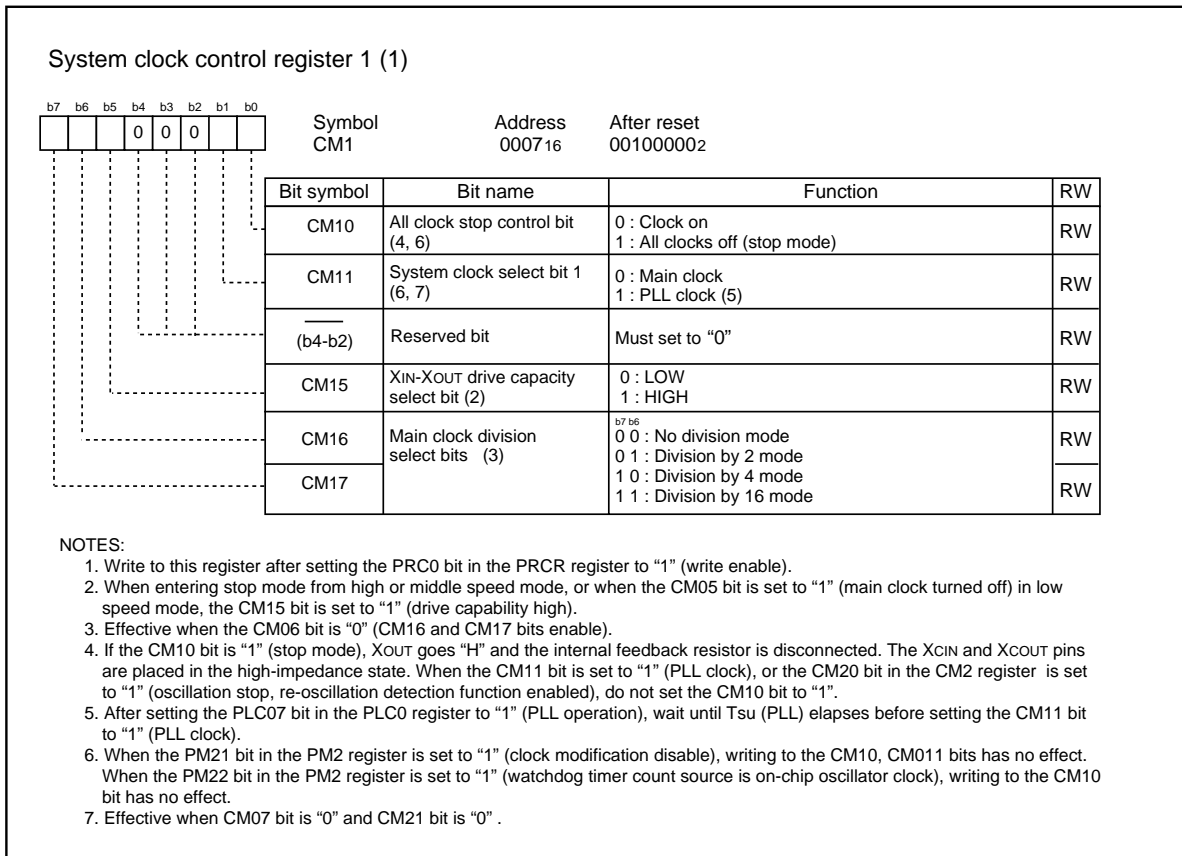 System clock control register 1 (1)
b7 b6 b5 b4 b3 b2 b1 b0
0 0 0
Symbol Address After reset
CM1 000716 001000002
Bit symbol Bit name Function RW
CM10 All clock stop control bit (4, 6) 0 : Clock on RW
1 : All clocks off (stop mode)
CM11 System clock select bit 1 (6, 7) 0 : Main clock RW
1 : PLL clock (5)
(b4-b2) Reserved bit Must set to “0” RW
CM15 XIN-XOUT drive capacity select bit (2) 0 : LOW RW
1 : HIGH
CM16 Main clock division select bits (3) b7 b6 RW
0 0 : No division mode
0 1 : Division by 2 mode
CM17 1 0 : Division by 4 mode RW
1 1 : Division by 16 mode
NOTES:
1. Write to this register after setting the PRC0 bit in the PRCR register to “1” (write enable).
2. When entering stop mode from high or middle speed mode, or when the CM05 bit is set to “1” (main clock turned off) in low
speed mode, the CM15 bit is set to “1” (drive capability high).
3. Effective when the CM06 bit is “0” (CM16 and CM17 bits enable).
4. If the CM10 bit is “1” (stop mode), XOUT goes “H” and the internal feedback resistor is disconnected. The XCIN and XCOUT pins
are placed in the high-impedance state. When the CM11 bit is set to “1” (PLL clock), or the CM20 bit in the CM2 register is set
to “1” (oscillation stop, re-oscillation detection function enabled), do not set the CM10 bit to “1”.
5. After setting the PLC07 bit in the PLC0 register to “1” (PLL operation), wait until Tsu (PLL) elapses before setting the CM11 bit
to “1” (PLL clock).
6. When the PM21 bit in the PM2 register is set to “1” (clock modification disable), writing to the CM10, CM011 bits has no effect.
When the PM22 bit in the PM2 register is set to “1” (watchdog timer count source is on-chip oscillator clock), writing to the CM10
bit has no effect.
7. Effective when CM07 bit is “0” and CM21 bit is “0” .